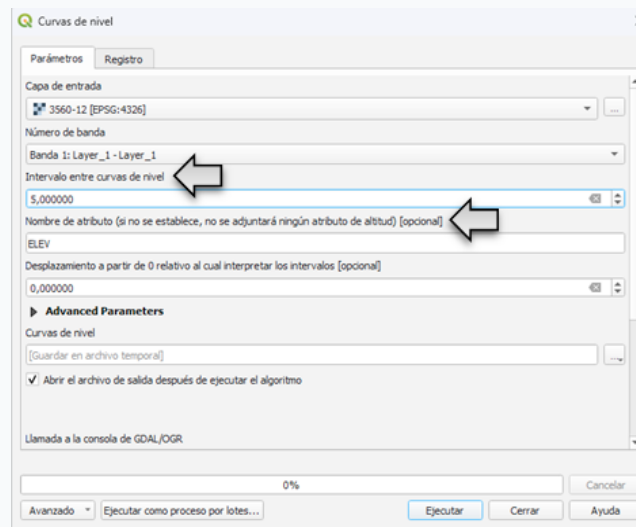 Curvas de nivel
Parámetros Registro
Capa de entrada
3560-12 [EPSG:4326]
...
Número de banda
Banda 1: Layer_1 - Layer_1
Intervalo entre curvas de nivel
5,000000
Nombre de atributo (si no se establece, no se adjuntará ningún atributo de altitud) [opcional]
ELEV
Desplazamiento a partir de 0 relativo al cual interpretar los intervalos [opcional]
0,000000
Advanced Parameters
Curvas de nivel
[Guardar en archivo temporal]
...
Abrir el archivo de salida después de ejecutar el algoritmo
Llamada a la consola de GDAL/OGR
0% Cancelar
Avanzado Ejecutar como proceso por lotes... Ejecutar Cerrar Ayuda